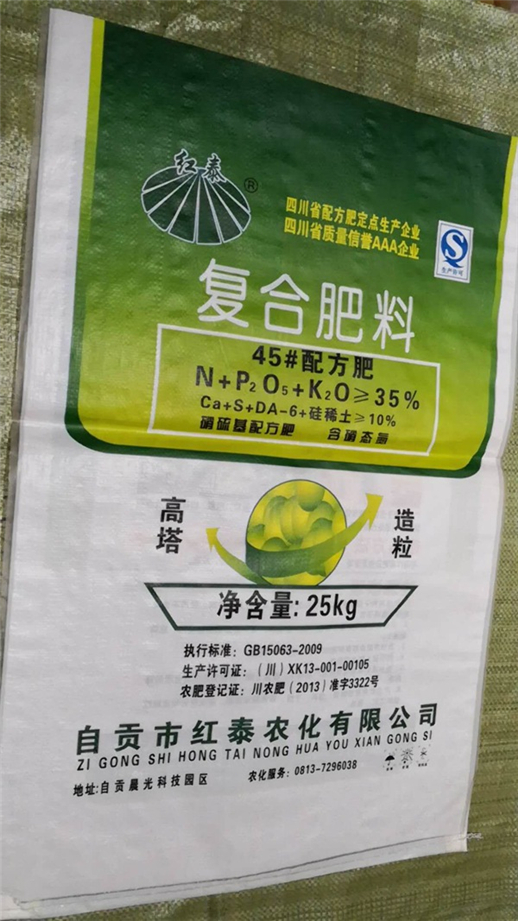 红泰
®
四川省配方肥定点生产企业
四川省质量信誉AAA企业
生产许可
复合肥料
45#配方肥
N+P₂O₅+K₂O≥35%
Ca+S+DA-6+硅稀土≥10%
硝硫基配方肥 含硝态氮
高塔
造粒
净含量: 25kg
执行标准: GB15063-2009
生产许可证: (川) XK13-001-00105
农肥登记证: 川农肥 (2013) 准字3322号
自贡市红泰农化有限公司
ZI GONG SHI HONG TAI NONG HUA YOU XIAN GONG SI
地址:自贡晨光科技园区 农化服务: 0813-7296038